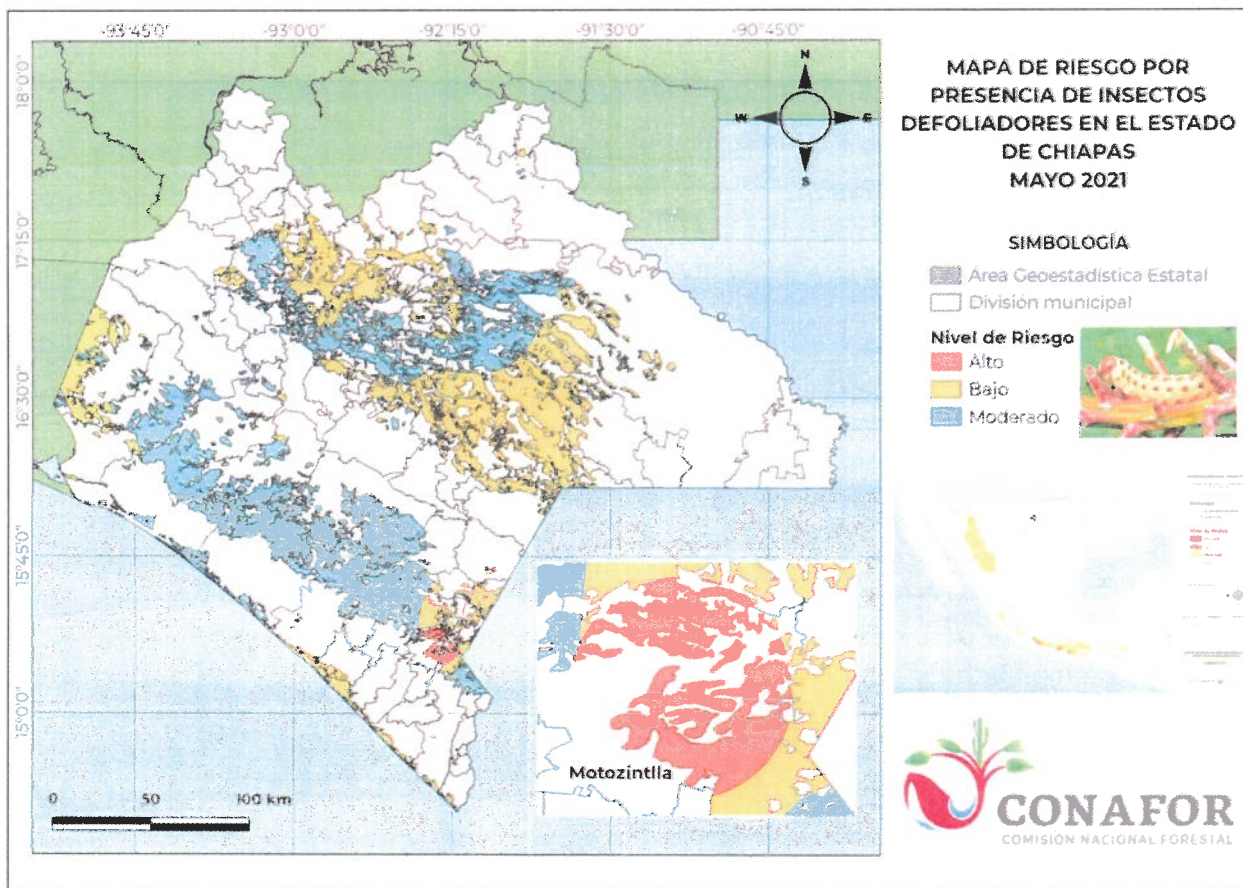 -93°45'0" -93°0'0" -92°15'0" -91°30'0" -90°45'0"
18°0'0"
17°15'0"
16°30'0"
15°45'0"
15°0'0"
N
W
E
S
Motozintlla
0 50 100 km
MAPA DE RIESGO POR
PRESENCIA DE INSECTOS
DEFOLIADORES EN EL ESTADO
DE CHIAPAS
MAYO 2021
SIMBOLOGÍA
Área Geoestadística Estatal
División municipal
Nivel de Riesgo
Alto
Bajo
Moderado
CONAFOR
COMISIÓN NACIONAL FORESTAL